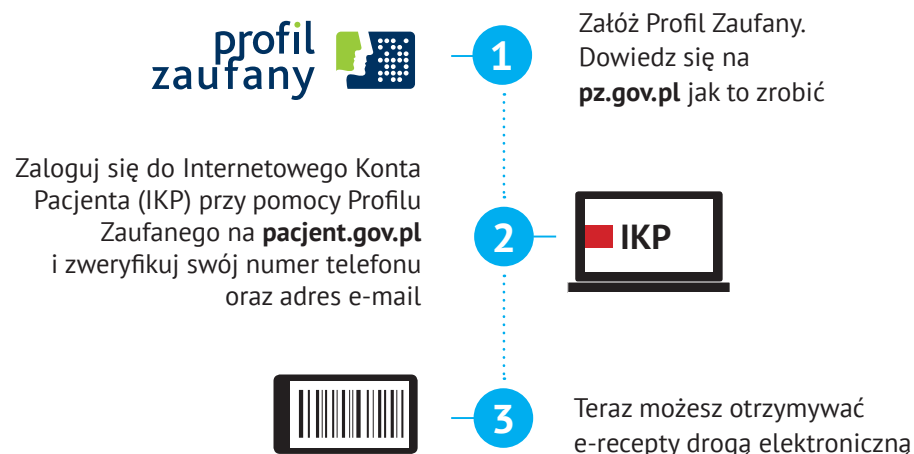 profil
zaufany
1
Załóż Profil Zaufany.
Dowiedz się na
pz.gov.pl jak to zrobić
Zaloguj się do Internetowego Konta
Pacjenta (IKP) przy pomocy Profilu
Zaufanego na pacjent.gov.pl
i zweryfikuj swój numer telefonu
oraz adres e-mail
2
IKP
3
Teraz możesz otrzymywać
e-recepty drogą elektroniczną